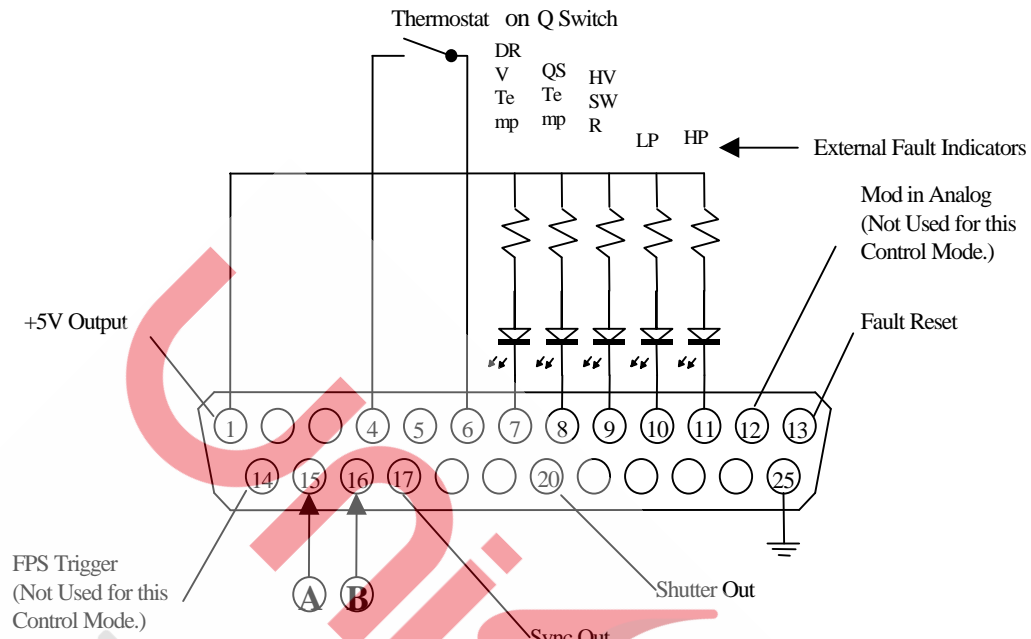 Thermostat on Q Switch
DR
V
Te
mp
QS
Te
mp
HV
SW
R
LP
HP
External Fault Indicators
Mod in Analog
(Not Used for this
Control Mode.)
+5V Output
Fault Reset
1
4
5
6
7
8
9
10
11
12
13
14
15
16
17
20
25
FPS Trigger
(Not Used for this
Control Mode.)
A
B
Shutter Out
Sync Out